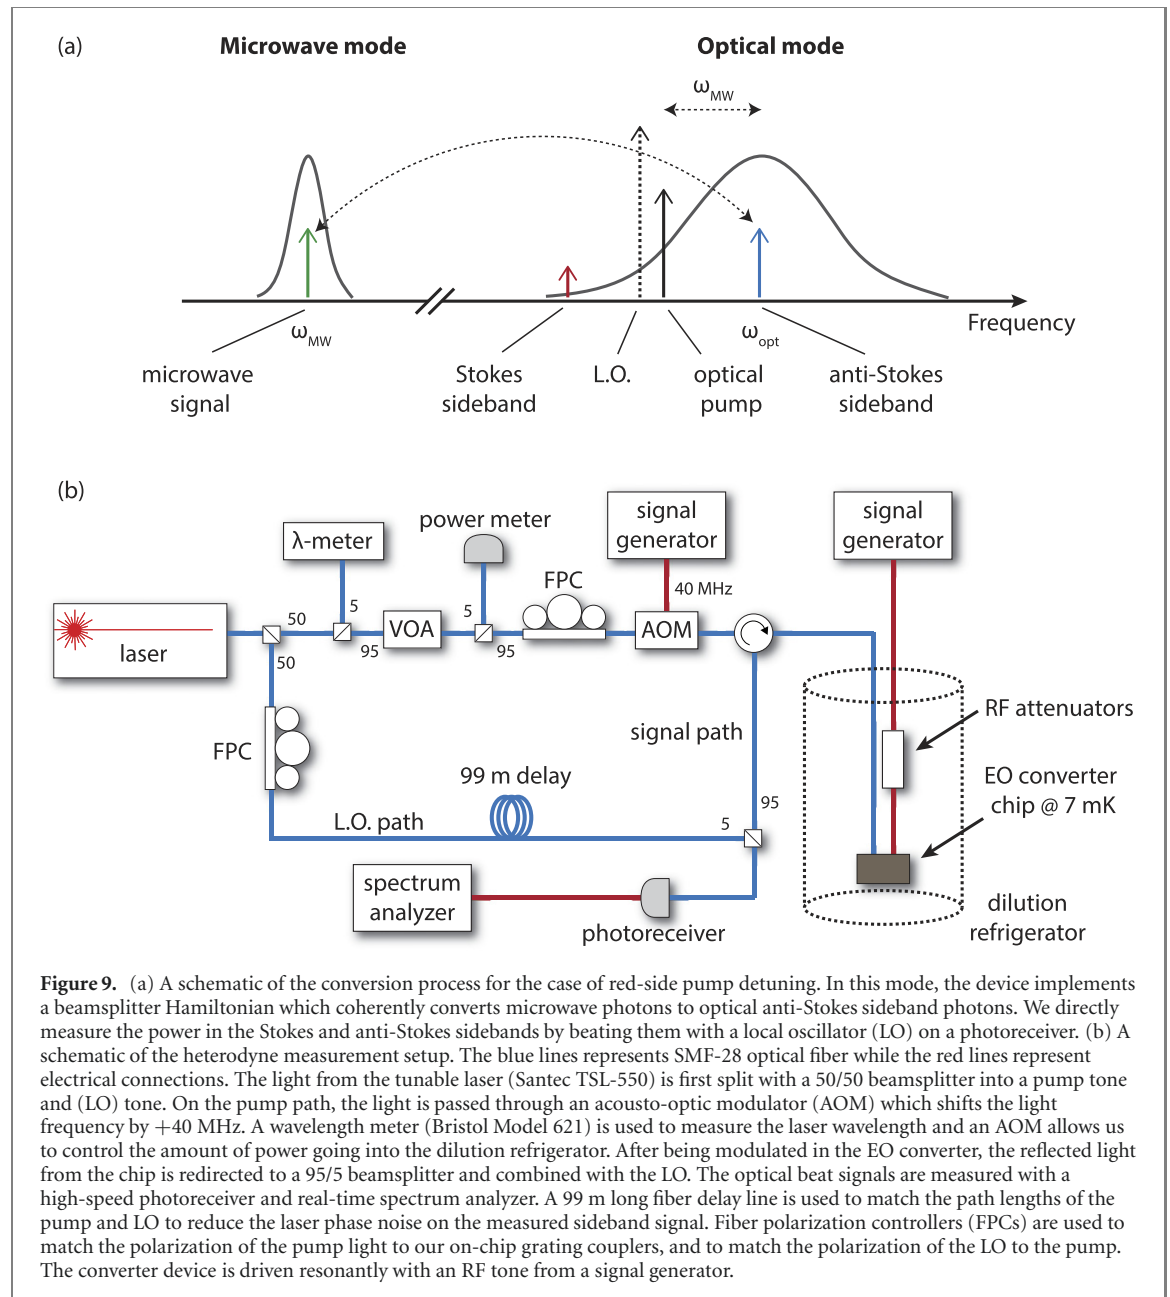 (a)
Microwave mode
Optical mode
ω_MW
Frequency
ω_MW
ω_opt
microwave
signal
Stokes
sideband
L.O.
optical
pump
anti-Stokes
sideband
(b)
λ-meter
power meter
signal
generator
signal
generator
FPC
40 MHz
laser
50
5
95
VOA
5
95
AOM
50
FPC
signal path
RF attenuators
99 m delay
EO converter
chip @ 7 mK
L.O. path
5
95
spectrum
analyzer
photoreceiver
dilution
refrigerator
Figure 9. (a) A schematic of the conversion process for the case of red-side pump detuning. In this mode, the device implements
a beamsplitter Hamiltonian which coherently converts microwave photons to optical anti-Stokes sideband photons. We directly
measure the power in the Stokes and anti-Stokes sidebands by beating them with a local oscillator (LO) on a photoreceiver. (b) A
schematic of the heterodyne measurement setup. The blue lines represents SMF-28 optical fiber while the red lines represent
electrical connections. The light from the tunable laser (Santec TSL-550) is first split with a 50/50 beamsplitter into a pump tone
and (LO) tone. On the pump path, the light is passed through an acousto-optic modulator (AOM) which shifts the light
frequency by +40 MHz. A wavelength meter (Bristol Model 621) is used to measure the laser wavelength and an AOM allows us
to control the amount of power going into the dilution refrigerator. After being modulated in the EO converter, the reflected light
from the chip is redirected to a 95/5 beamsplitter and combined with the LO. The optical beat signals are measured with a
high-speed photoreceiver and real-time spectrum analyzer. A 99 m long fiber delay line is used to match the path lengths of the
pump and LO to reduce the laser phase noise on the measured sideband signal. Fiber polarization controllers (FPCs) are used to
match the polarization of the pump light to our on-chip grating couplers, and to match the polarization of the LO to the pump.
The converter device is driven resonantly with an RF tone from a signal generator.